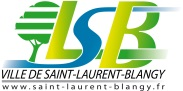 LSB
VILLE DE SAINT-LAURENT-BLANGY
www.saint-laurent-blangy.fr